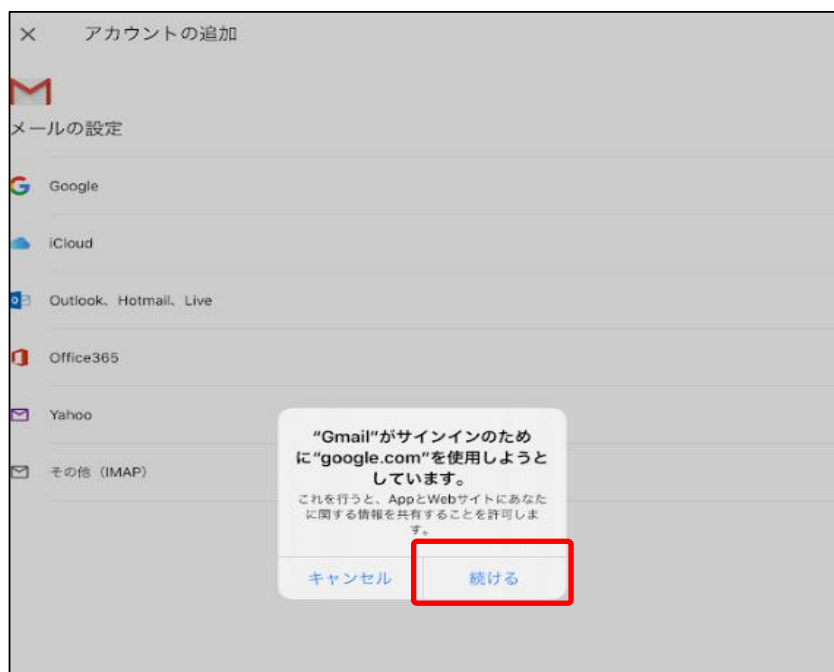 アカウントの追加
メールの設定
Google
iCloud
Outlook、Hotmail、Live
Office365
Yahoo
その他（IMAP）
“Gmail”がサインインのため
に“google.com”を使用しようと
しています。
これを行うと、AppとWebサイトにあなた
に関する情報を共有することを許可しま
す。
キャンセル
続ける